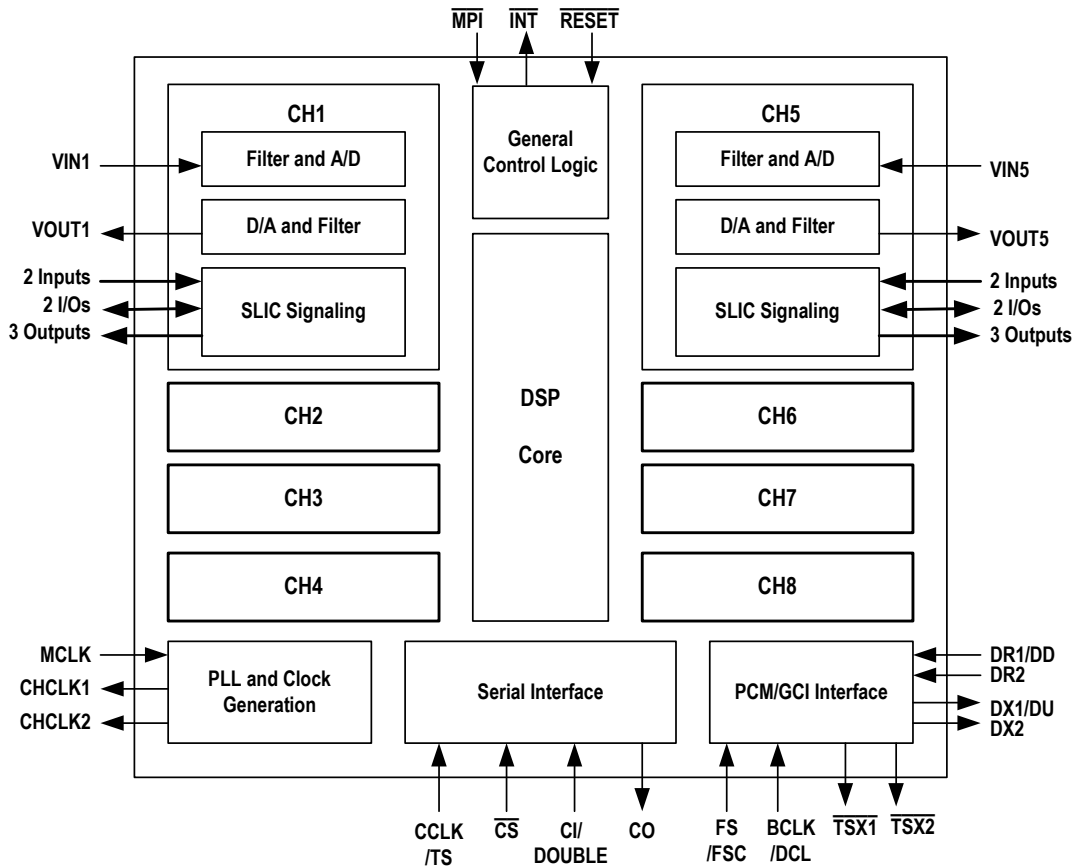 MPI INT RESET
CH1
Filter and A/D
D/A and Filter
SLIC Signaling
VIN1
VOUT1
2 Inputs
2 I/Os
3 Outputs
General
Control Logic
CH5
Filter and A/D
D/A and Filter
SLIC Signaling
VIN5
VOUT5
2 Inputs
2 I/Os
3 Outputs
DSP
Core
CH2
CH3
CH4
CH6
CH7
CH8
MCLK
CHCLK1
CHCLK2
PLL and Clock
Generation
Serial Interface
PCM/GCI Interface
DR1/DD
DR2
DX1/DU
DX2
CCLK
/TS
CS
CI/
DOUBLE
CO
FS
/FSC
BCLK
/DCL
TSX1
TSX2